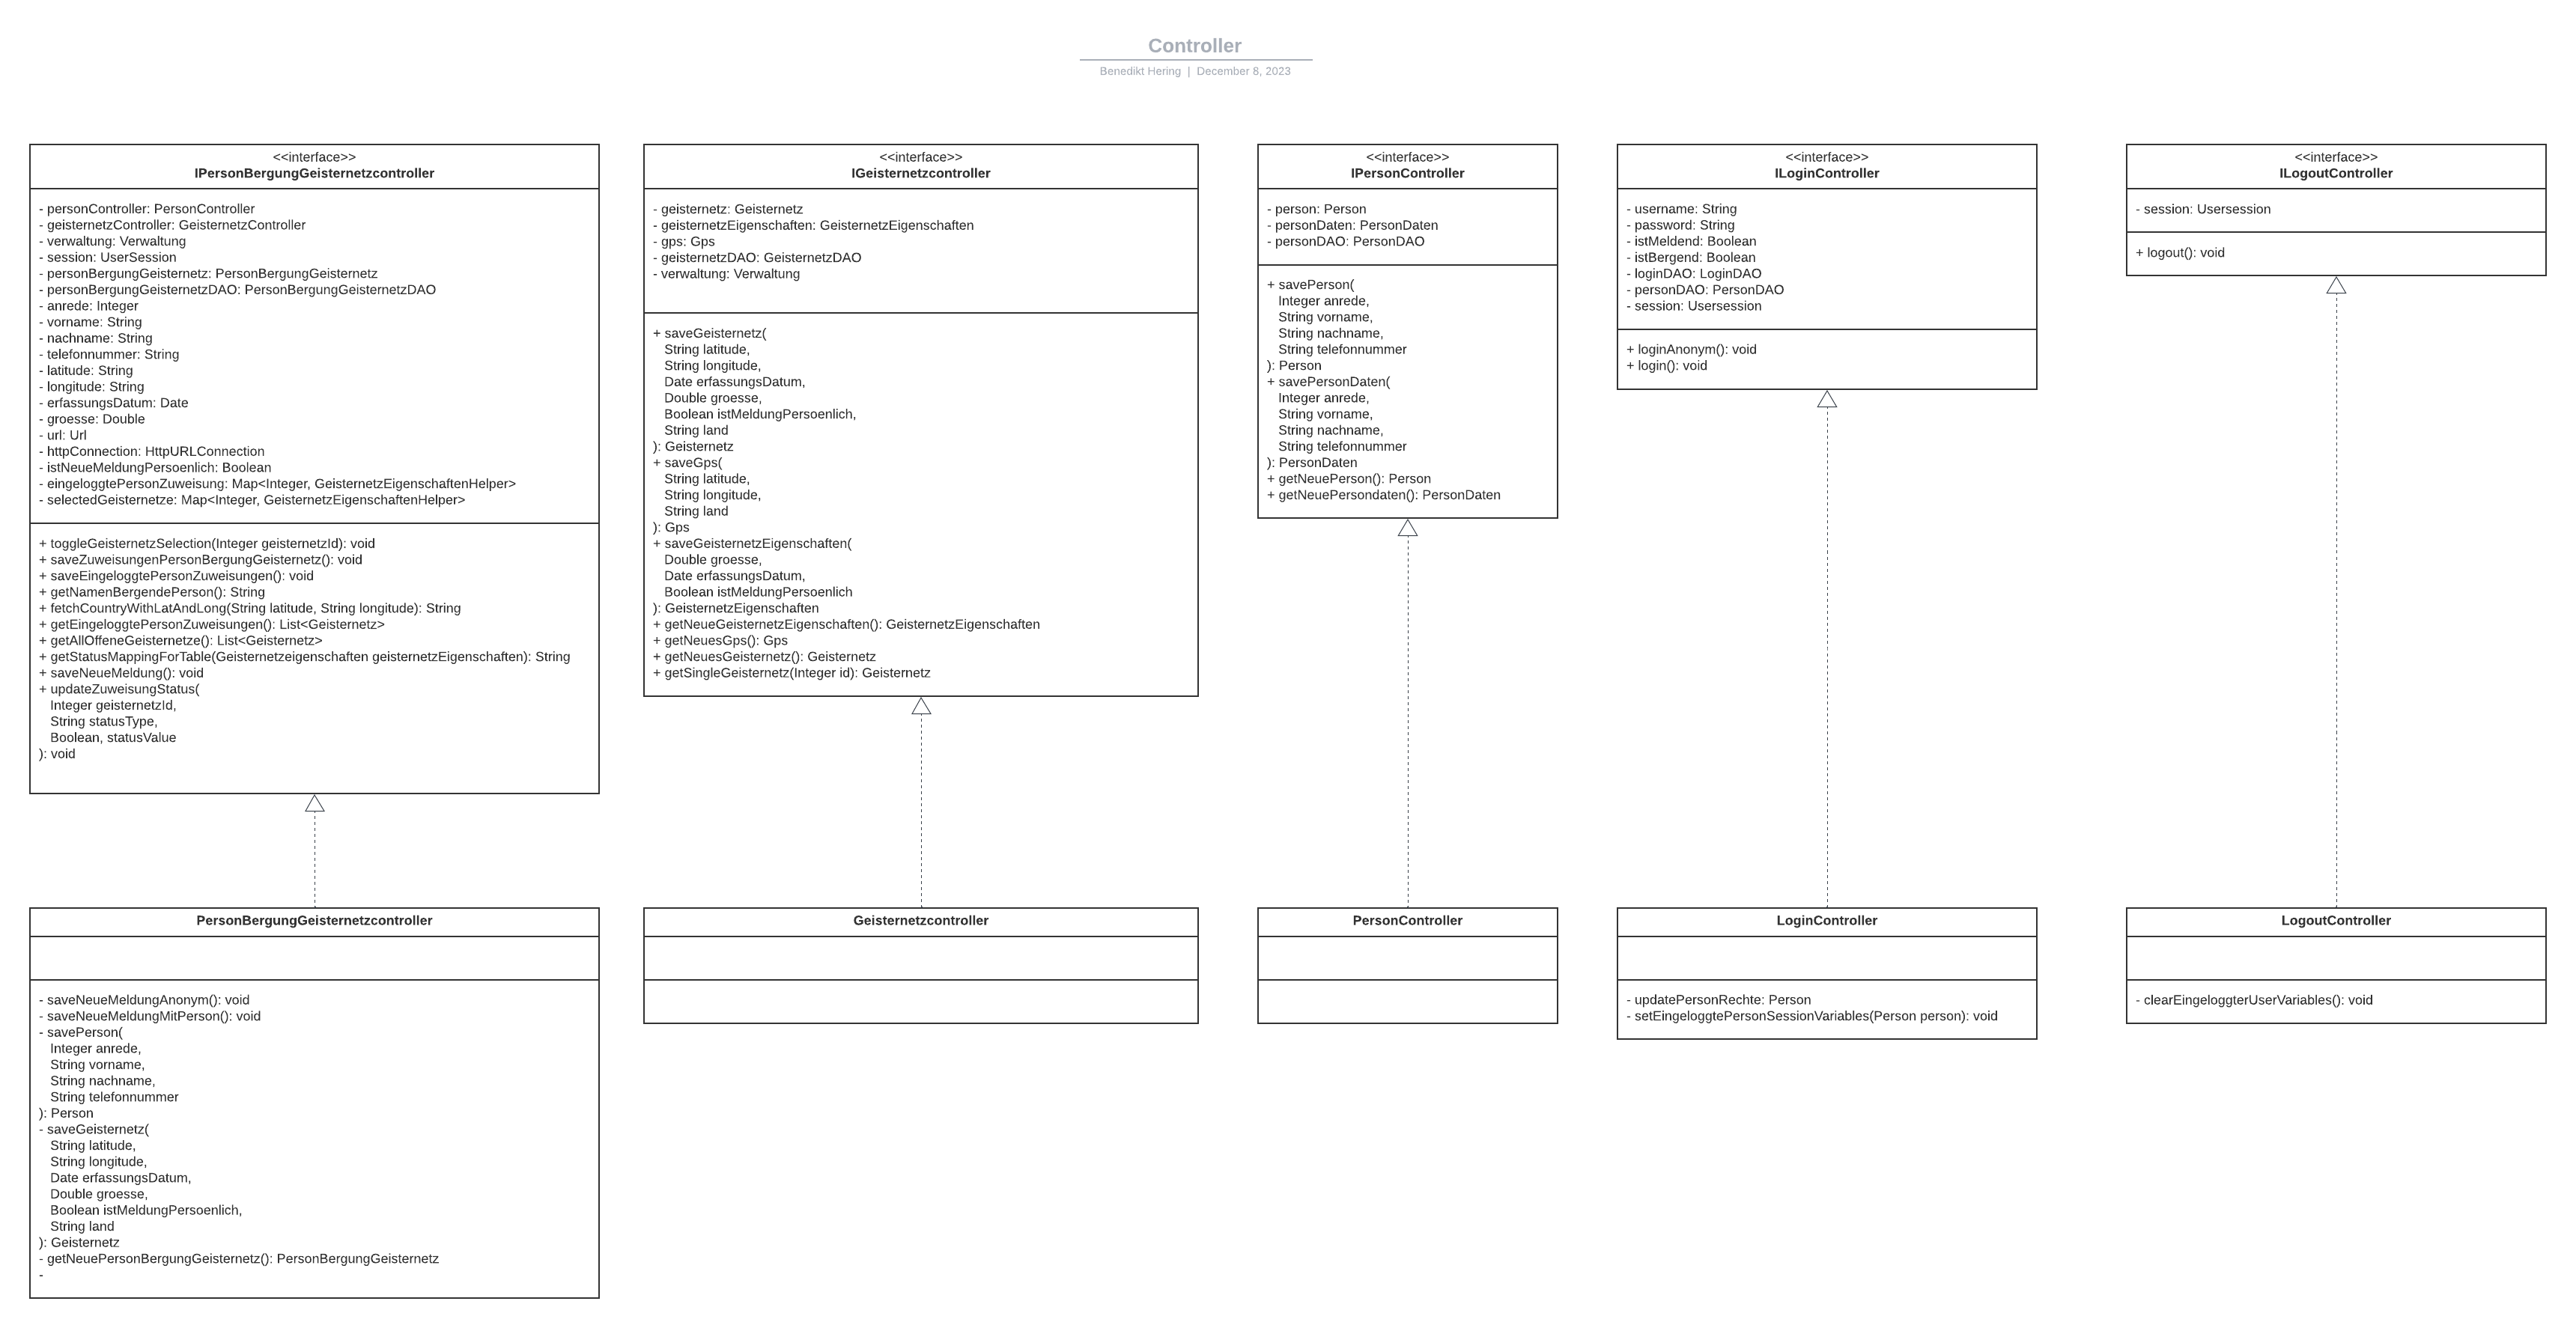 Controller
Benedikt Hering | December 8, 2023
<<interface>>
IPersonBergungGeisternetzcontroller
- personController: PersonController
- geisternetzController: GeisternetzController
- verwaltung: Verwaltung
- session: UserSession
- personBergungGeisternetz: PersonBergungGeisternetz
- personBergungGeisternetzDAO: PersonBergungGeisternetzDAO
- anrede: Integer
- vorname: String
- nachname: String
- telefonnummer: String
- latitude: String
- longitude: String
- erfassungsDatum: Date
- groesse: Double
- url: Url
- httpConnection: HttpURLConnection
- istNeueMeldungPersoenlich: Boolean
- eingeloggtePersonZuweisung: Map<Integer, GeisternetzEigenschaftenHelper>
- selectedGeisternetze: Map<Integer, GeisternetzEigenschaftenHelper>
+ toggleGeisternetzSelection(Integer geisternetzId): void
+ saveZuweisungenPersonBergungGeisternetz(): void
+ saveEingeloggtePersonZuweisungen(): void
+ getNamenBergendePerson(): String
+ fetchCountryWithLatAndLong(String latitude, String longitude): String
+ getEingeloggtePersonZuweisungen(): List<Geisternetz>
+ getAllOffeneGeisternetze(): List<Geisternetz>
+ getStatusMappingForTable(Geisternetzeigenschaften geisternetzEigenschaften): String
+ saveNeueMeldung(): void
+ updateZuweisungStatus(
Integer geisternetzId,
String statusType,
Boolean, statusValue
): void
<<interface>>
IGeisternetzcontroller
- geisternetz: Geisternetz
- geisternetzEigenschaften: GeisternetzEigenschaften
- gps: Gps
- geisternetzDAO: GeisternetzDAO
- verwaltung: Verwaltung
+ saveGeisternetz(
String latitude,
String longitude,
Date erfassungsDatum,
Double groesse,
Boolean istMeldungPersoenlich,
String land
): Geisternetz
+ saveGps(
String latitude,
String longitude,
String land
): Gps
+ saveGeisternetzEigenschaften(
Double groesse,
Date erfassungsDatum,
Boolean istMeldungPersoenlich
): GeisternetzEigenschaften
+ getNeueGeisternetzEigenschaften(): GeisternetzEigenschaften
+ getNeuesGps(): Gps
+ getNeuesGeisternetz(): Geisternetz
+ getSingleGeisternetz(Integer id): Geisternetz
<<interface>>
IPersonController
- person: Person
- personDaten: PersonDaten
- personDAO: PersonDAO
+ savePerson(
Integer anrede,
String vorname,
String nachname,
String telefonnummer
): Person
+ savePersonDaten(
Integer anrede,
String vorname,
String nachname,
String telefonnummer
): PersonDaten
+ getNeuePerson(): Person
+ getNeuePersondaten(): PersonDaten
<<interface>>
ILoginController
- username: String
- password: String
- istMeldend: Boolean
- istBergend: Boolean
- loginDAO: LoginDAO
- personDAO: PersonDAO
- session: Usersession
+ loginAnonym(): void
+ login(): void
<<interface>>
ILogoutController
- session: Usersession
+ logout(): void
PersonBergungGeisternetzcontroller
- saveNeueMeldungAnonym(): void
- saveNeueMeldungMitPerson(): void
- savePerson(
Integer anrede,
String vorname,
String nachname,
String telefonnummer
): Person
- saveGeisternetz(
String latitude,
String longitude,
Date erfassungsDatum,
Double groesse,
Boolean istMeldungPersoenlich,
String land
): Geisternetz
- getNeuePersonBergungGeisternetz(): PersonBergungGeisternetz
-
Geisternetzcontroller
PersonController
LoginController
- updatePersonRechte: Person
- setEingeloggtePersonSessionVariables(Person person): void
LogoutController
- clearEingeloggterUserVariables(): void